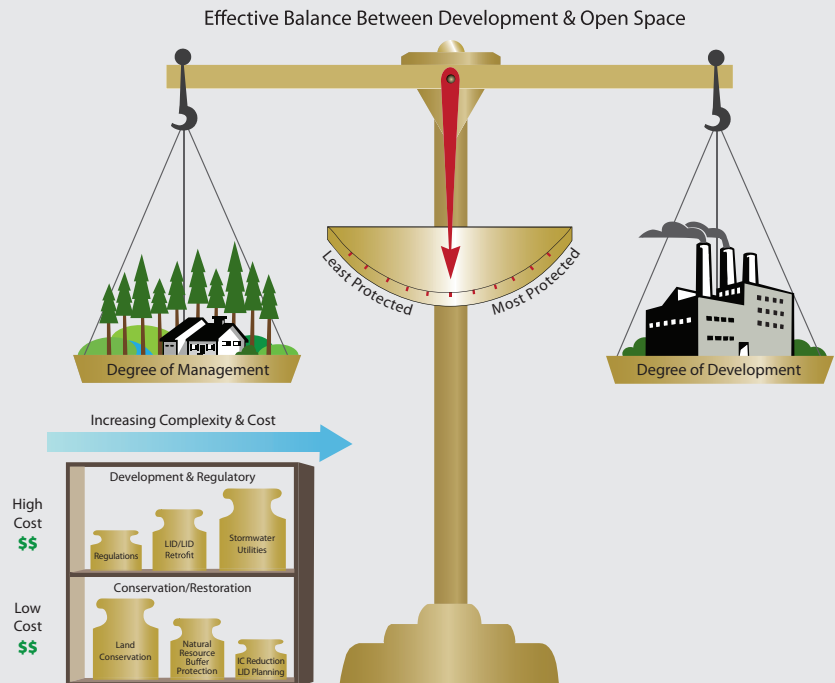 Effective Balance Between Development & Open Space
Least Protected
Most Protected
Degree of Management
Degree of Development
Increasing Complexity & Cost
Development & Regulatory
High
Cost
$$
Regulations
LID/LID
Retrofit
Stormwater
Utilities
Conservation/Restoration
Low
Cost
$$
Land
Conservation
Natural
Resource
Buffer
Protection
IC Reduction
LID Planning